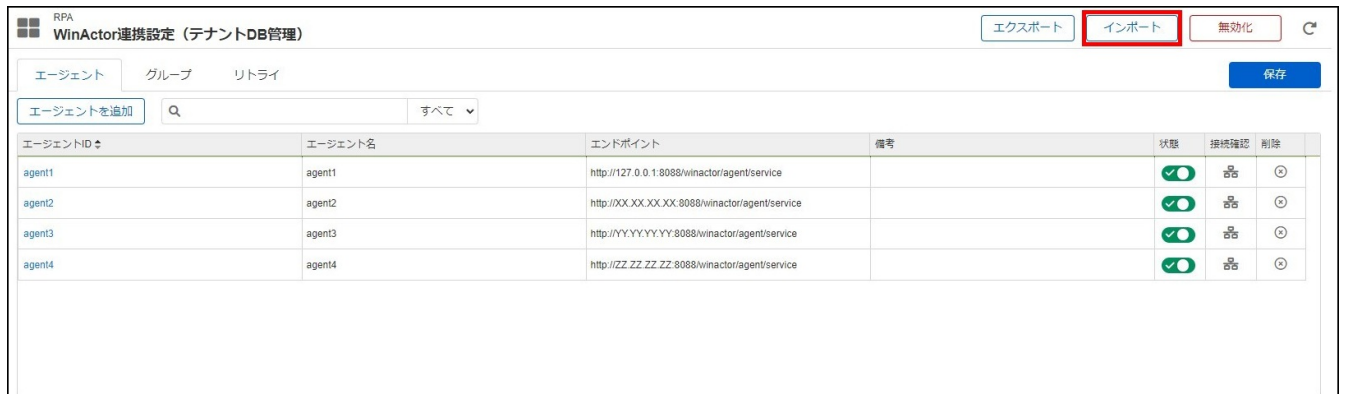 RPA
WinActor連携設定（テナントDB管理）
エクスポート インポート 無効化
エージェント グループ リトライ 保存
エージェントを追加 すべて
エージェントID エージェント名 エンドポイント 備考 状態 接続確認 削除
agent1 agent1 http://127.0.0.1:8088/winactor/agent/service
agent2 agent2 http://XX.XX.XX.XX:8088/winactor/agent/service
agent3 agent3 http://YY.YY.YY.YY:8088/winactor/agent/service
agent4 agent4 http://ZZ.ZZ.ZZ.ZZ:8088/winactor/agent/service